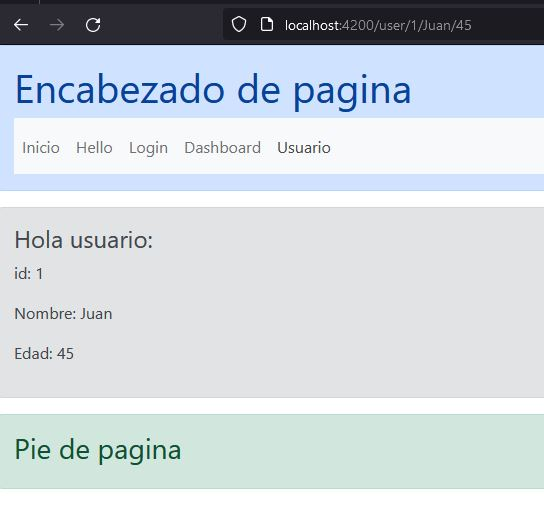 localhost:4200/user/1/Juan/45
Encabezado de pagina
Inicio Hello Login Dashboard Usuario
Hola usuario:
id: 1
Nombre: Juan
Edad: 45
Pie de pagina